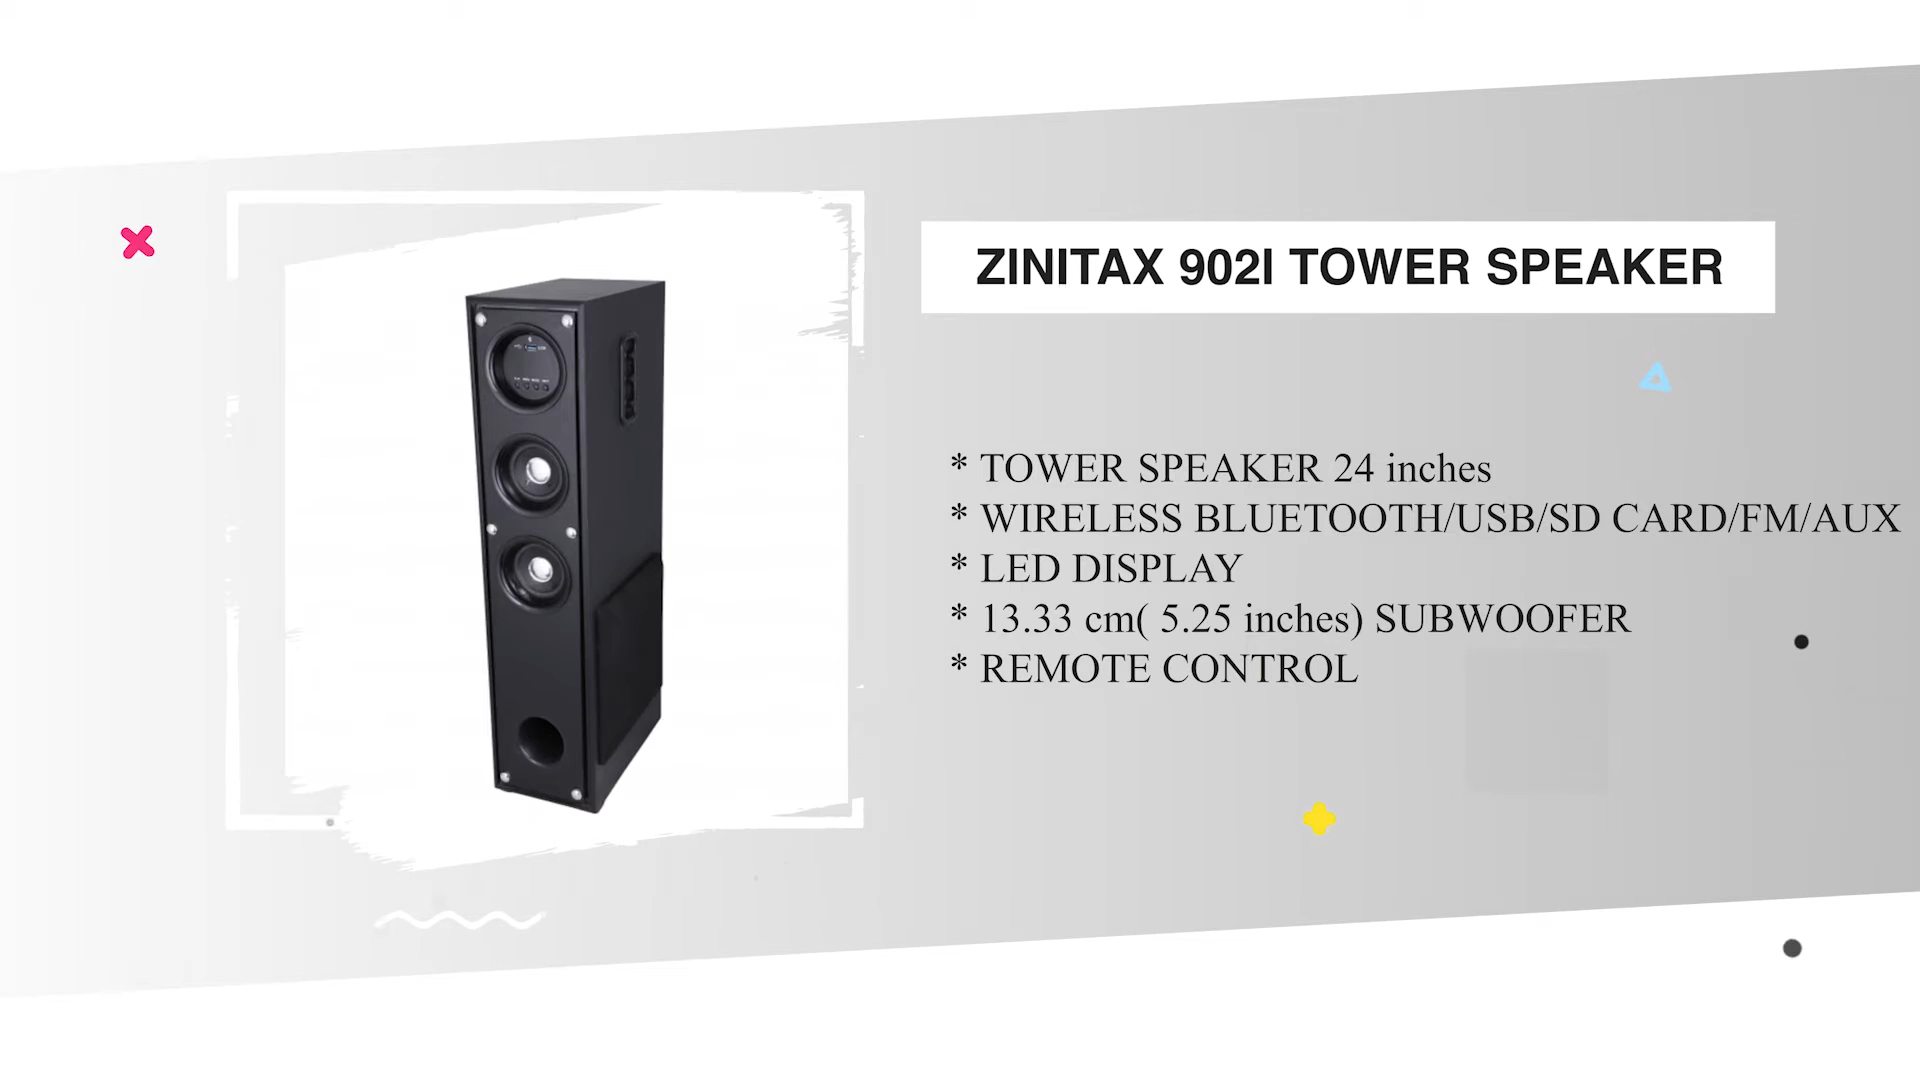 ZINITAX 902I TOWER SPEAKER
* TOWER SPEAKER 24 inches
* WIRELESS BLUETOOTH/USB/SD CARD/FM/AUX
* LED DISPLAY
* 13.33 cm( 5.25 inches) SUBWOOFER
* REMOTE CONTROL